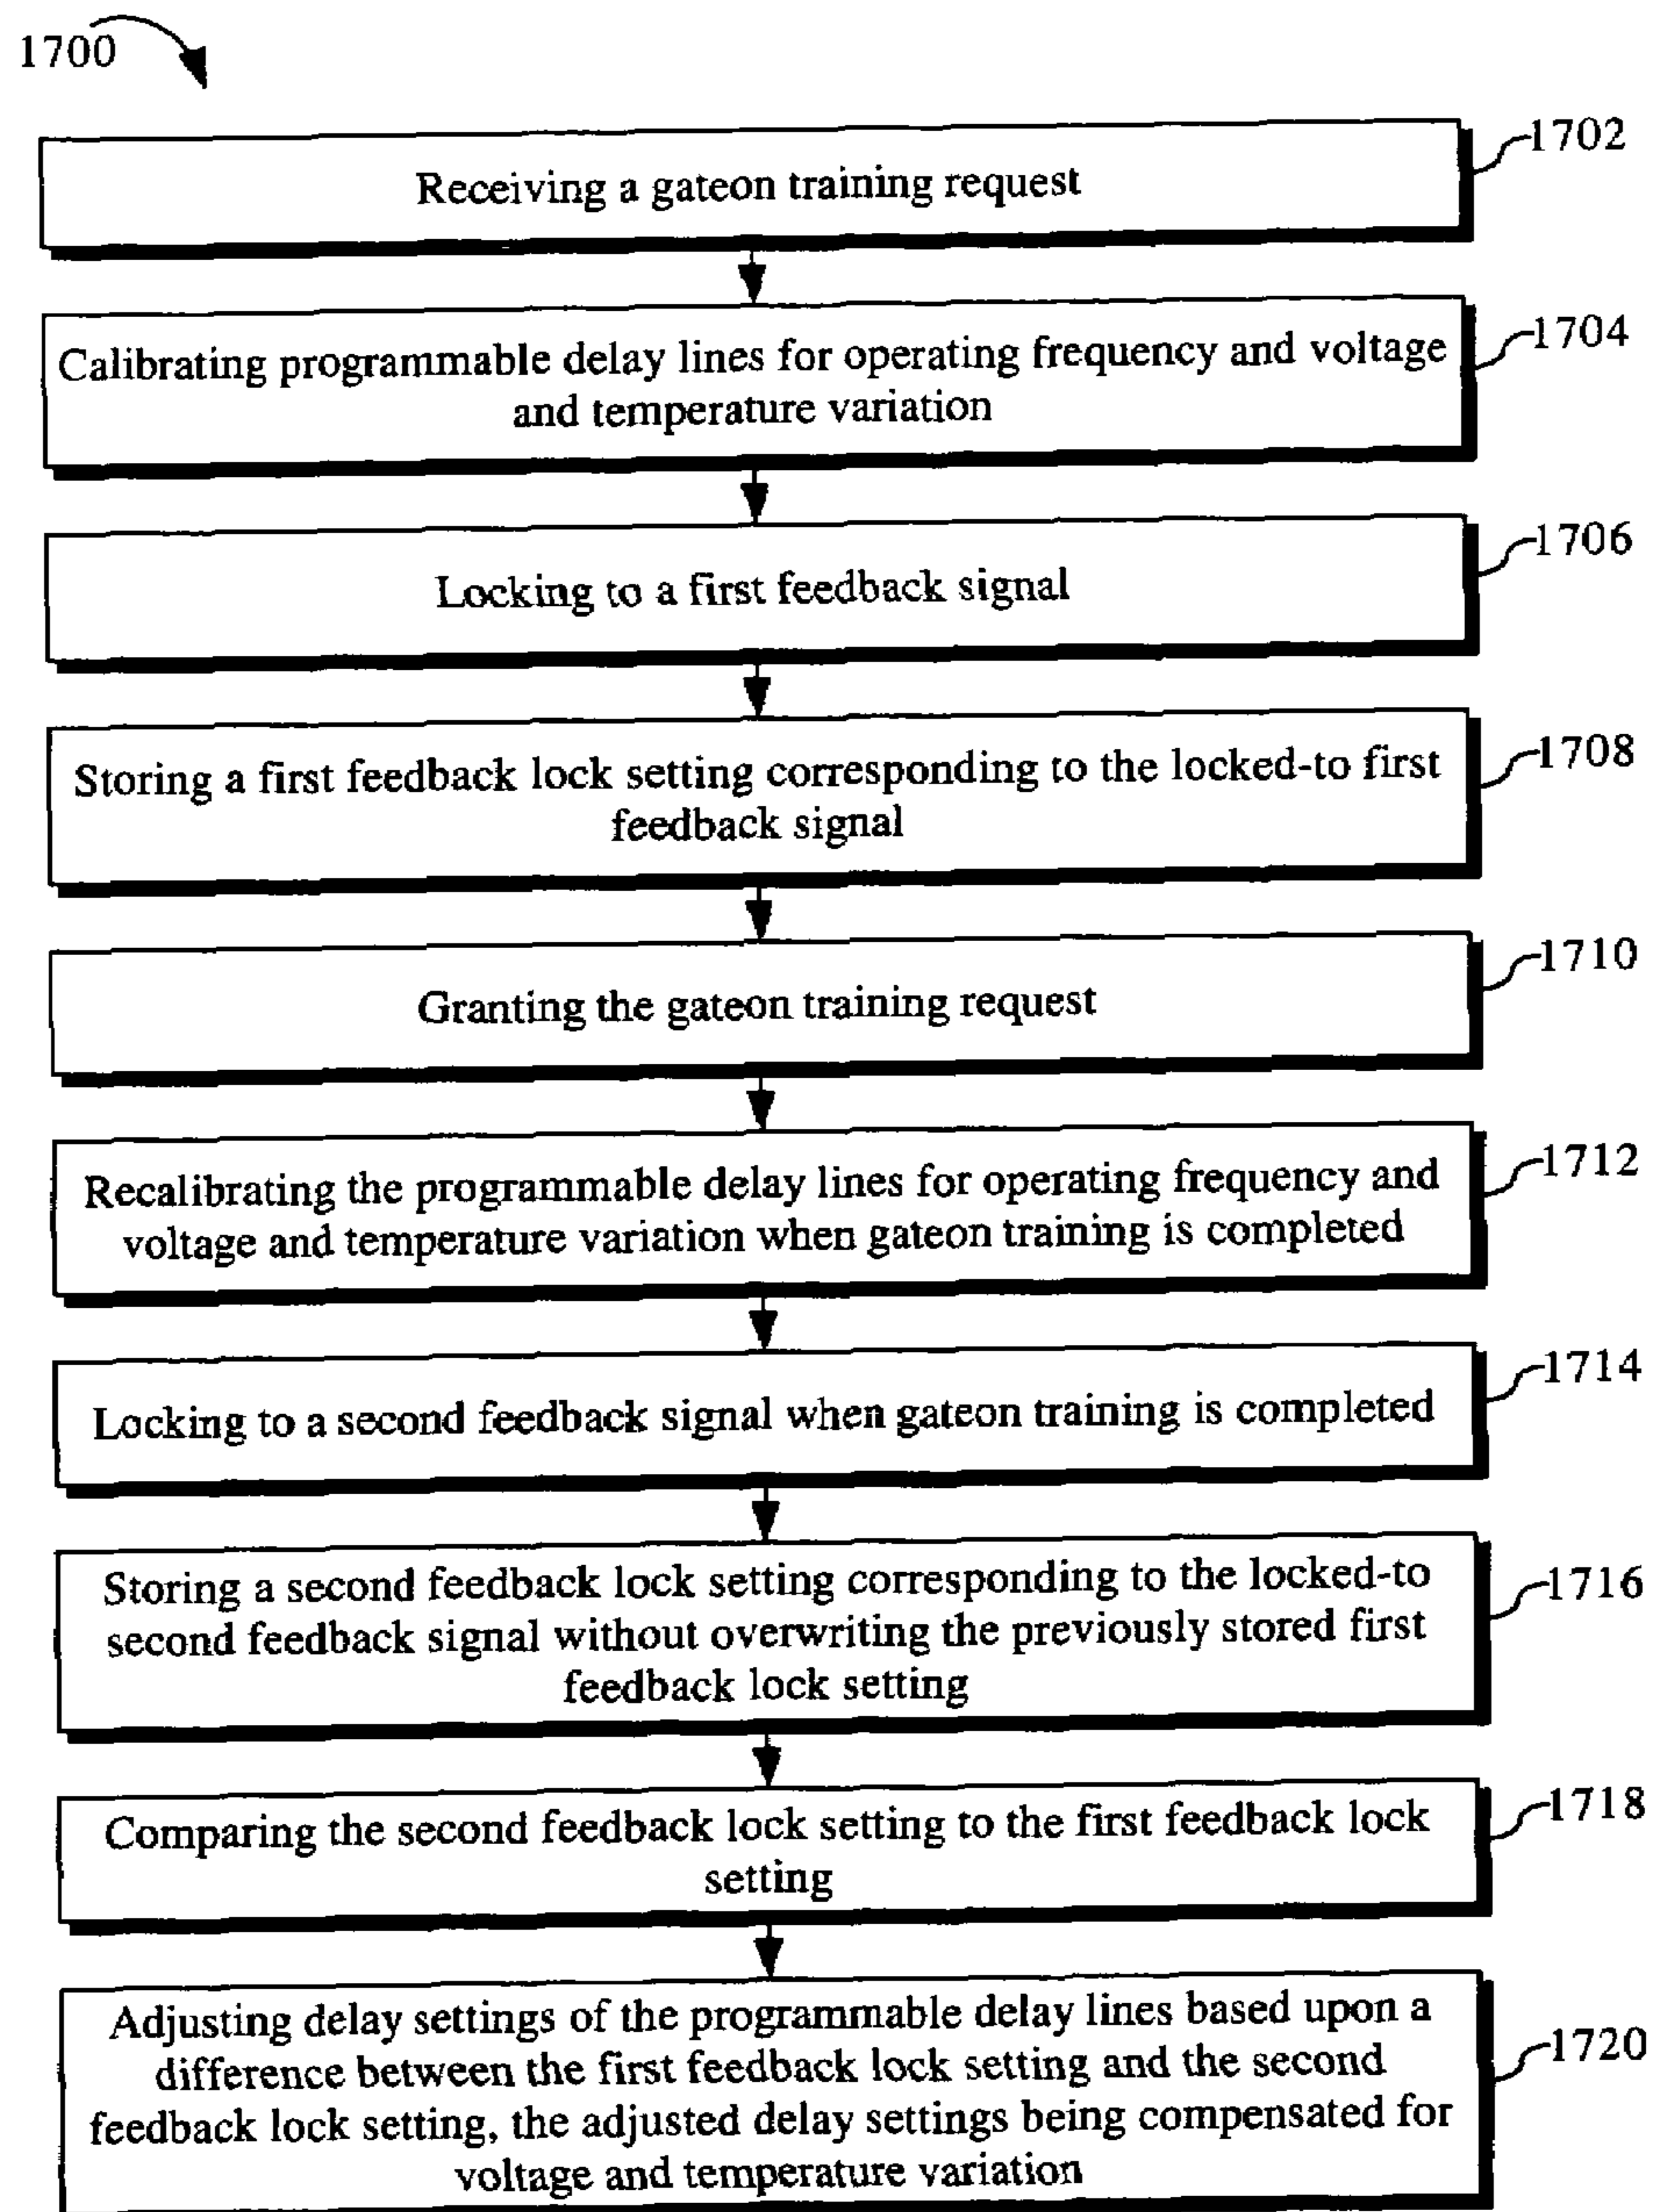 1700
1702
Receiving a gateon training request
1704
Calibrating programmable delay lines for operating frequency and voltage
and temperature variation
1706
Locking to a first feedback signal
1708
Storing a first feedback lock setting corresponding to the locked-to first
feedback signal
1710
Granting the gateon training request
1712
Recalibrating the programmable delay lines for operating frequency and
voltage and temperature variation when gateon training is completed
1714
Locking to a second feedback signal when gateon training is completed
1716
Storing a second feedback lock setting corresponding to the locked-to
second feedback signal without overwriting the previously stored first
feedback lock setting
1718
Comparing the second feedback lock setting to the first feedback lock
setting
1720
Adjusting delay settings of the programmable delay lines based upon a
difference between the first feedback lock setting and the second
feedback lock setting, the adjusted delay settings being compensated for
voltage and temperature variation